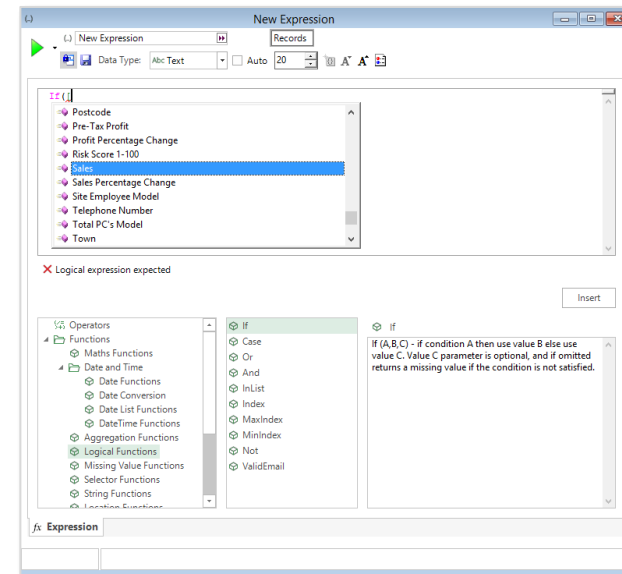 (..) New Expression
(..) New Expression Records
Data Type: Abc Text Auto 20 A A
If([
Postcode
Pre-Tax Profit
Profit Percentage Change
Risk Score 1-100
Sales
Sales Percentage Change
Site Employee Model
Telephone Number
Total PC's Model
Town
Logical expression expected
Insert
Operators
Functions
Maths Functions
Date and Time
Date Functions
Date Conversion
Date List Functions
DateTime Functions
Aggregation Functions
Logical Functions
Missing Value Functions
Selector Functions
String Functions
Location Functions
If
Case
Or
And
InList
Index
MaxIndex
MinIndex
Not
ValidEmail
If
If (A,B,C) - if condition A then use value B else use
value C. Value C parameter is optional, and if omitted
returns a missing value if the condition is not satisfied.
fx Expression